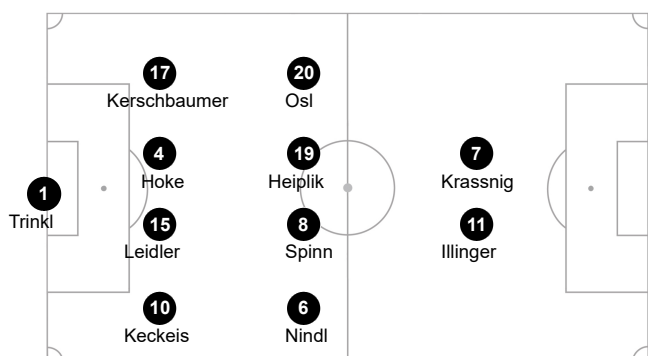 17
Kerschbaumer
20
Osl
4
Hoke
19
Heiplik
7
Krassnig
1
Trinkl
15
Leidler
8
Spinn
11
Illinger
10
Keckeis
6
Nindl